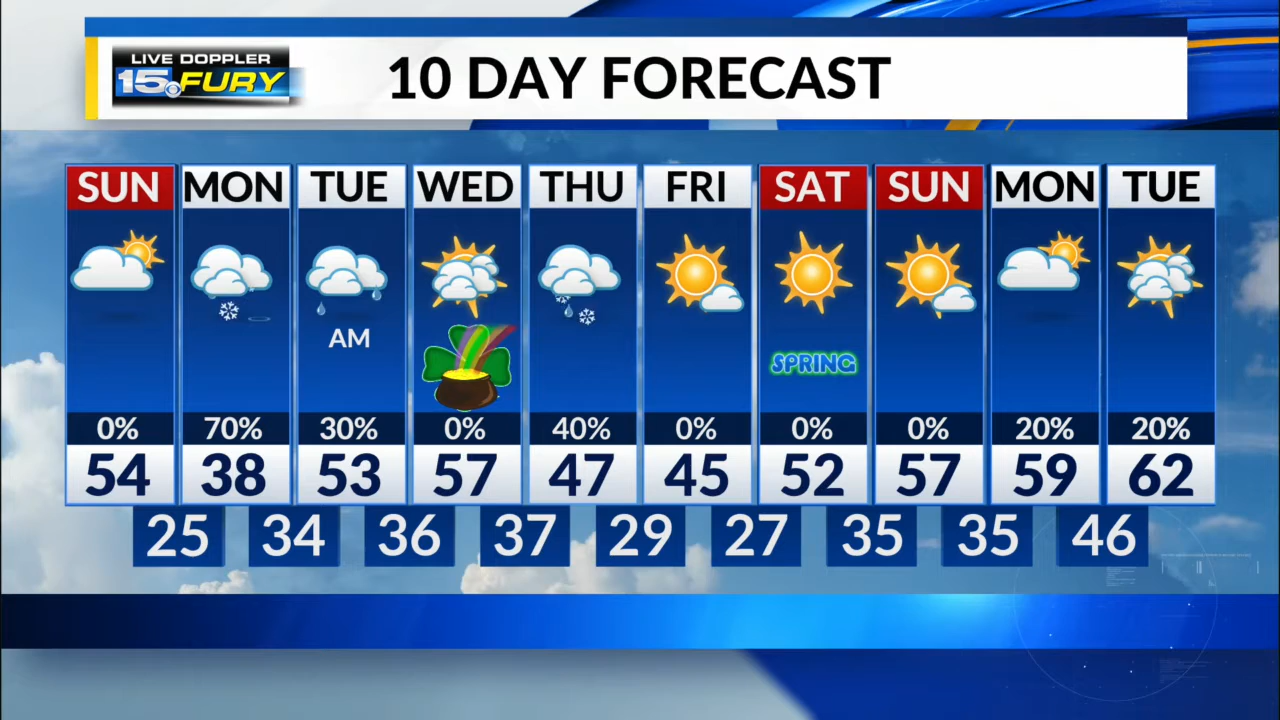 LIVE DOPPLER
15 FURY
10 DAY FORECAST
SUN MON TUE WED THU FRI SAT SUN MON TUE
AM
SPRING
0% 70% 30% 0% 40% 0% 0% 0% 20% 20%
54 38 53 57 47 45 52 57 59 62
25 34 36 37 29 27 35 35 46